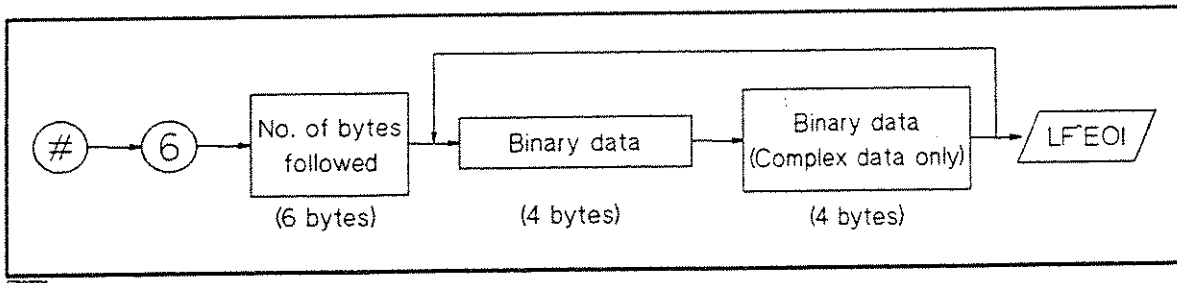 #
6
No. of bytes
followed
(6 bytes)
Binary data
(4 bytes)
Binary data
(Complex data only)
(4 bytes)
LF^EOI